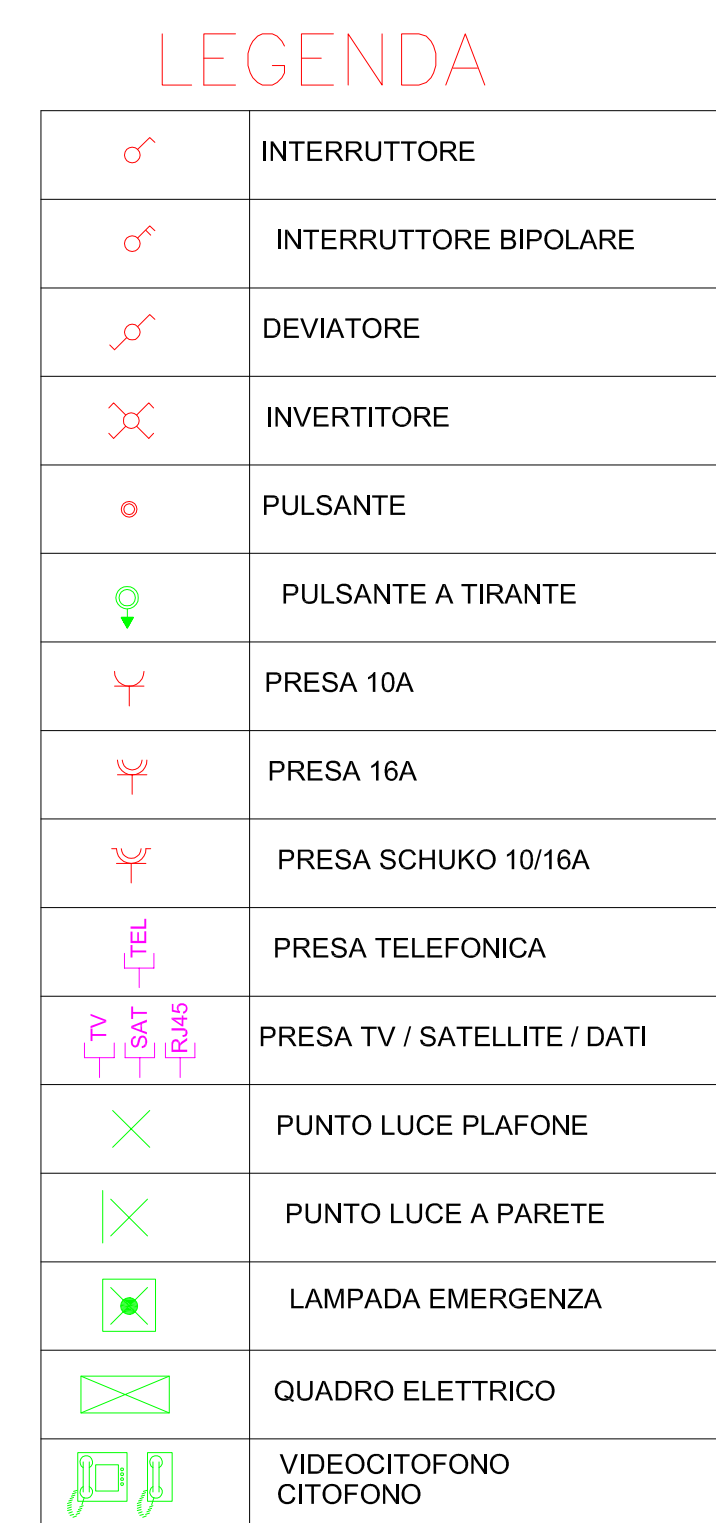 LEGENDA
INTERRUTTORE
INTERRUTTORE BIPOLARE
DEVIATORE
INVERTITORE
PULSANTE
PULSANTE A TIRANTE
PRESA 10A
PRESA 16A
PRESA SCHUKO 10/16A
TEL
PRESA TELEFONICA
TV SAT RJ45
PRESA TV / SATELLITE / DATI
PUNTO LUCE PLAFONE
PUNTO LUCE A PARETE
LAMPADA EMERGENZA
QUADRO ELETTRICO
VIDEOCITOFONO
CITOFONO